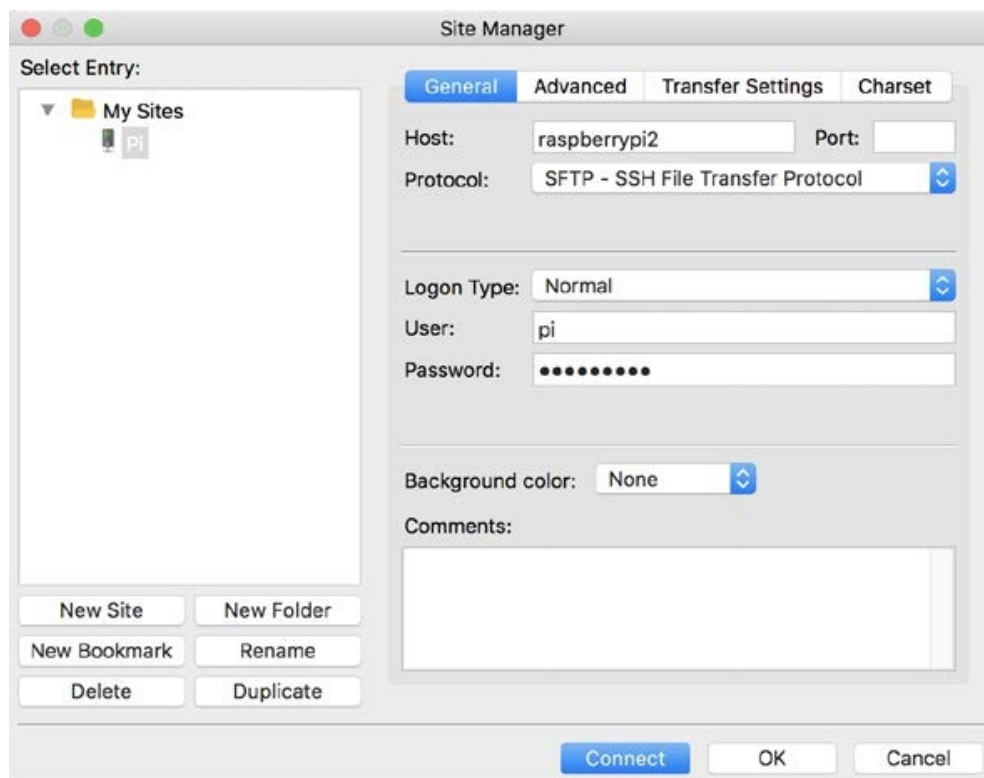 Site Manager
Select Entry:
My Sites
Pi
New Site New Folder
New Bookmark Rename
Delete Duplicate
General Advanced Transfer Settings Charset
Host: raspberrypi2 Port:
Protocol: SFTP - SSH File Transfer Protocol
Logon Type: Normal
User: pi
Password: •••••••••
Background color: None
Comments:
Connect OK Cancel